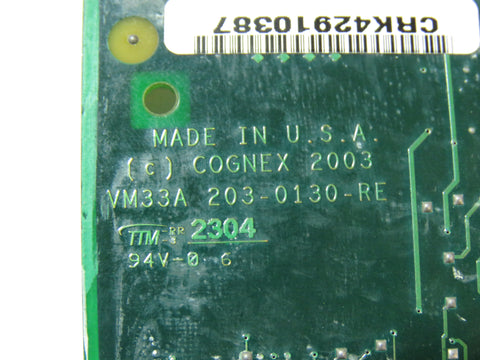 CRK42910387
MADE IN U.S.A.
(c) COGNEX 2003
VM33A 203-0130-RE
TTM 2304
94V-0 6